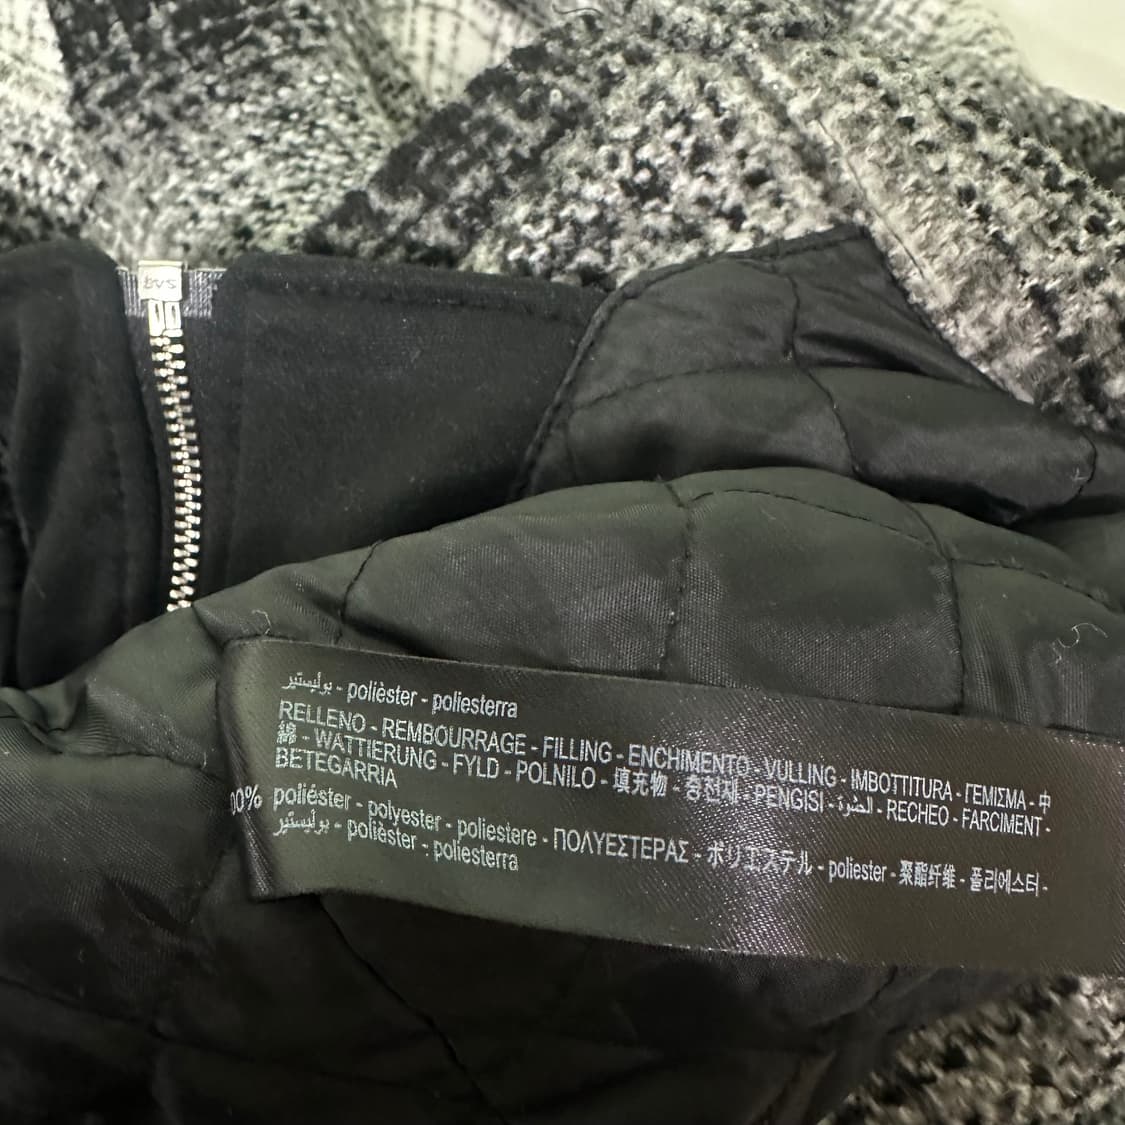 بوليستير - polièster - poliesterra
RELLENO - REMBOURRAGE - FILLING - ENCHIMENTO - VULLING - IMBOTTITURA - ΓΕΜΙΣΜΑ - 中
綿 - WATTIERUNG - FYLD - POLNILO - 填充物 - 충전재 - PENGISI - الحشوة - RECHEO - FARCIMENT -
BETEGARRIA
00% poliéster - polyester - poliestere - ΠΟΛΥΕΣΤΕΡΑΣ - ポリエステル - poliester - 聚酯纤维 - 폴리에스터 -
بوليستير - polièster - poliesterra